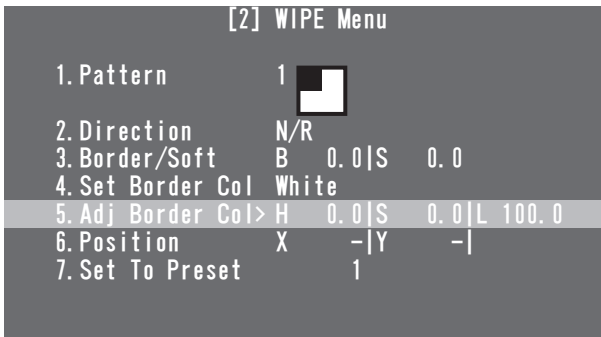 [2] WIPE Menu
1. Pattern 1
2. Direction N/R
3. Border/Soft B 0.0|S 0.0
4. Set Border Col White
5. Adj Border Col> H 0.0|S 0.0|L 100.0
6. Position X –|Y –|
7. Set To Preset 1